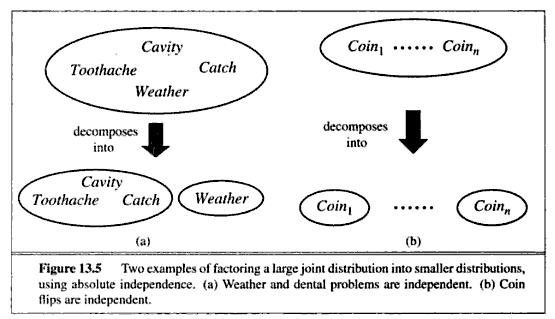 Cavity
Toothache Catch
Weather
decomposes
into
Cavity
Toothache Catch
Weather
(a)
Coin1 ...... Coinn
decomposes
into
Coin1 ...... Coinn
(b)
Figure 13.5 Two examples of factoring a large joint distribution into smaller distributions,
using absolute independence. (a) Weather and dental problems are independent. (b) Coin
flips are independent.